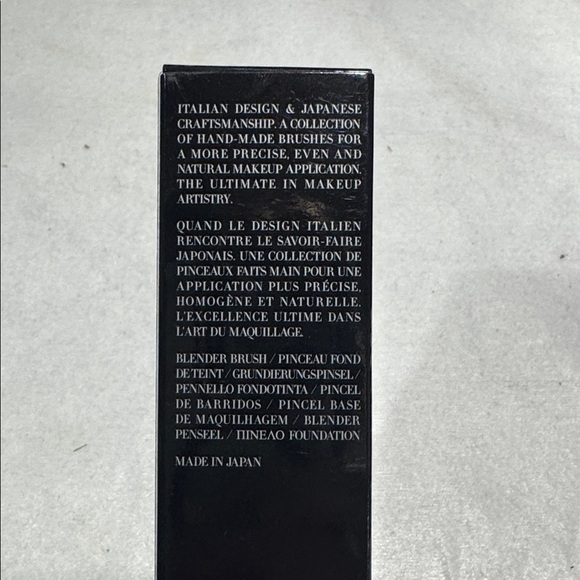 ITALIAN DESIGN & JAPANESE
CRAFTSMANSHIP. A COLLECTION
OF HAND-MADE BRUSHES FOR
A MORE PRECISE, EVEN AND
NATURAL MAKEUP APPLICATION.
THE ULTIMATE IN MAKEUP
ARTISTRY.
QUAND LE DESIGN ITALIEN
RENCONTRE LE SAVOIR-FAIRE
JAPONAIS. UNE COLLECTION DE
PINCEAUX FAITS MAIN POUR UNE
APPLICATION PLUS PRÉCISE,
HOMOGÈNE ET NATURELLE.
L'EXCELLENCE ULTIME DANS
L'ART DU MAQUILLAGE.
BLENDER BRUSH / PINCEAU FOND
DE TEINT / GRUNDIERUNGSPINSEL /
PENNELLO FONDOTINTA / PINCEL
DE BARRIDOS / PINCEL BASE
DE MAQUILHAGEM / BLENDER
PENSEEL / ΠΙΝΕΛΟ FOUNDATION
MADE IN JAPAN